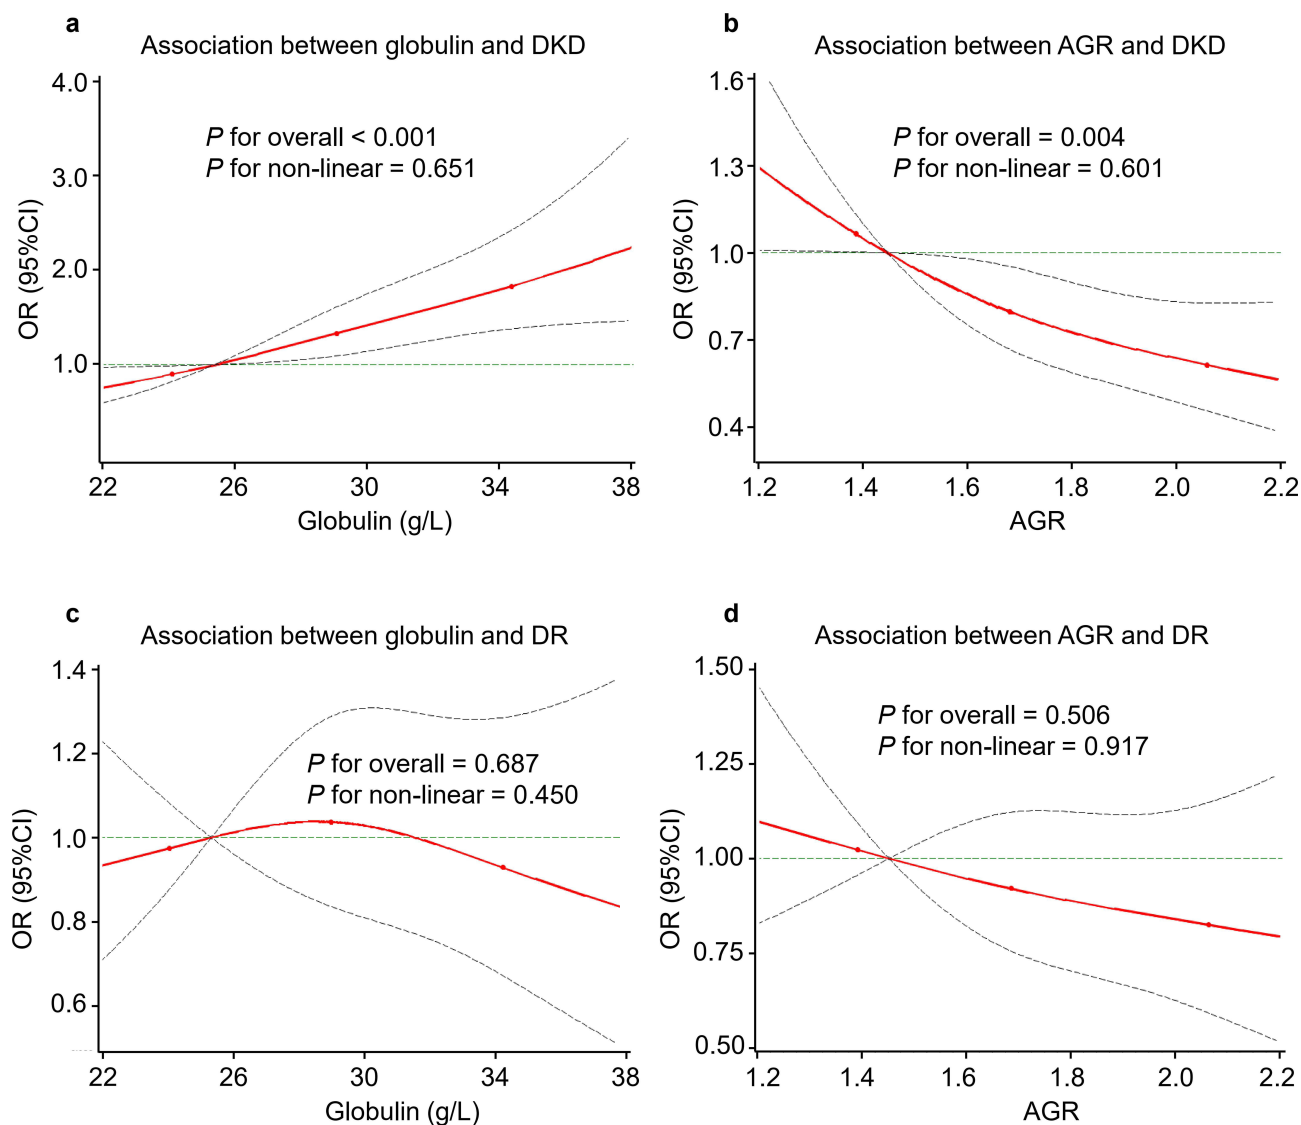 a
Association between globulin and DKD
P for overall < 0.001
P for non-linear = 0.651
OR (95%CI)
4.0
3.0
2.0
1.0
22 26 30 34 38
Globulin (g/L)
b
Association between AGR and DKD
P for overall = 0.004
P for non-linear = 0.601
OR (95%CI)
1.6
1.3
1.0
0.7
0.4
1.2 1.4 1.6 1.8 2.0 2.2
AGR
c
Association between globulin and DR
P for overall = 0.687
P for non-linear = 0.450
OR (95%CI)
1.4
1.2
1.0
0.8
0.6
22 26 30 34 38
Globulin (g/L)
d
Association between AGR and DR
P for overall = 0.506
P for non-linear = 0.917
OR (95%CI)
1.50
1.25
1.00
0.75
0.50
1.2 1.4 1.6 1.8 2.0 2.2
AGR